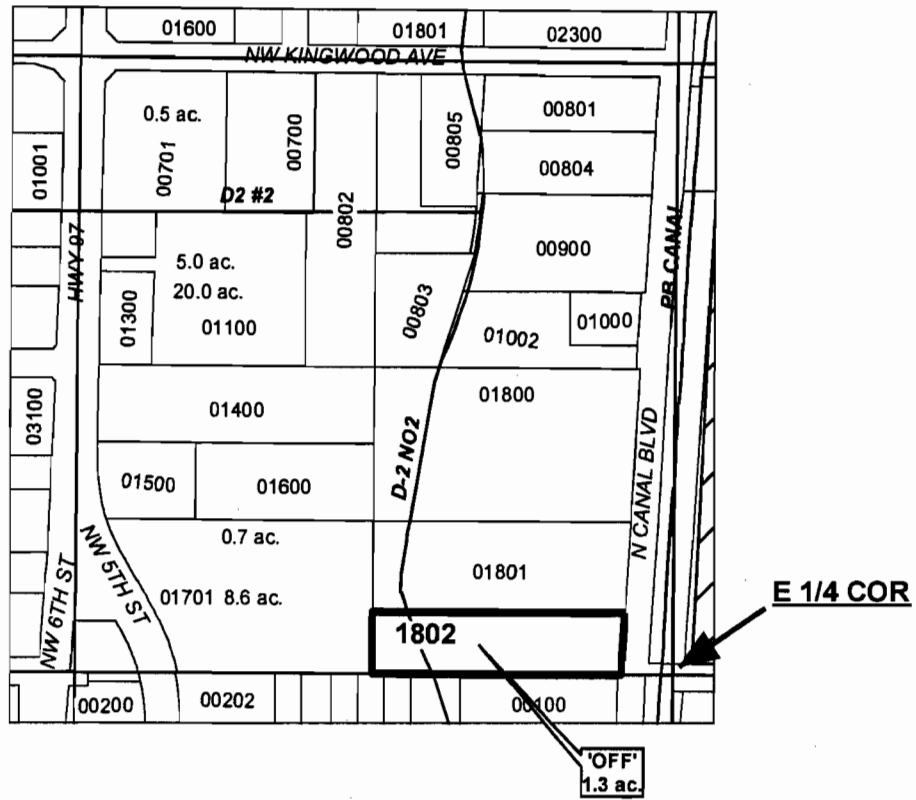 01600
01801
02300
NW KINGWOOD AVE
0.5 ac.
00701
00700
00805
00801
01001
00804
D2 #2
00802
HWY 97
5.0 ac.
20.0 ac.
01100
01300
00803
00900
PB CANAL
01002
01000
03100
01400
01800
D-2 NO2
N CANAL BLVD
01500
01600
0.7 ac.
NW 5TH ST
NW 6TH ST
01701 8.6 ac.
01801
E 1/4 COR
1802
00200
00202
00100
'OFF'
1.3 ac.